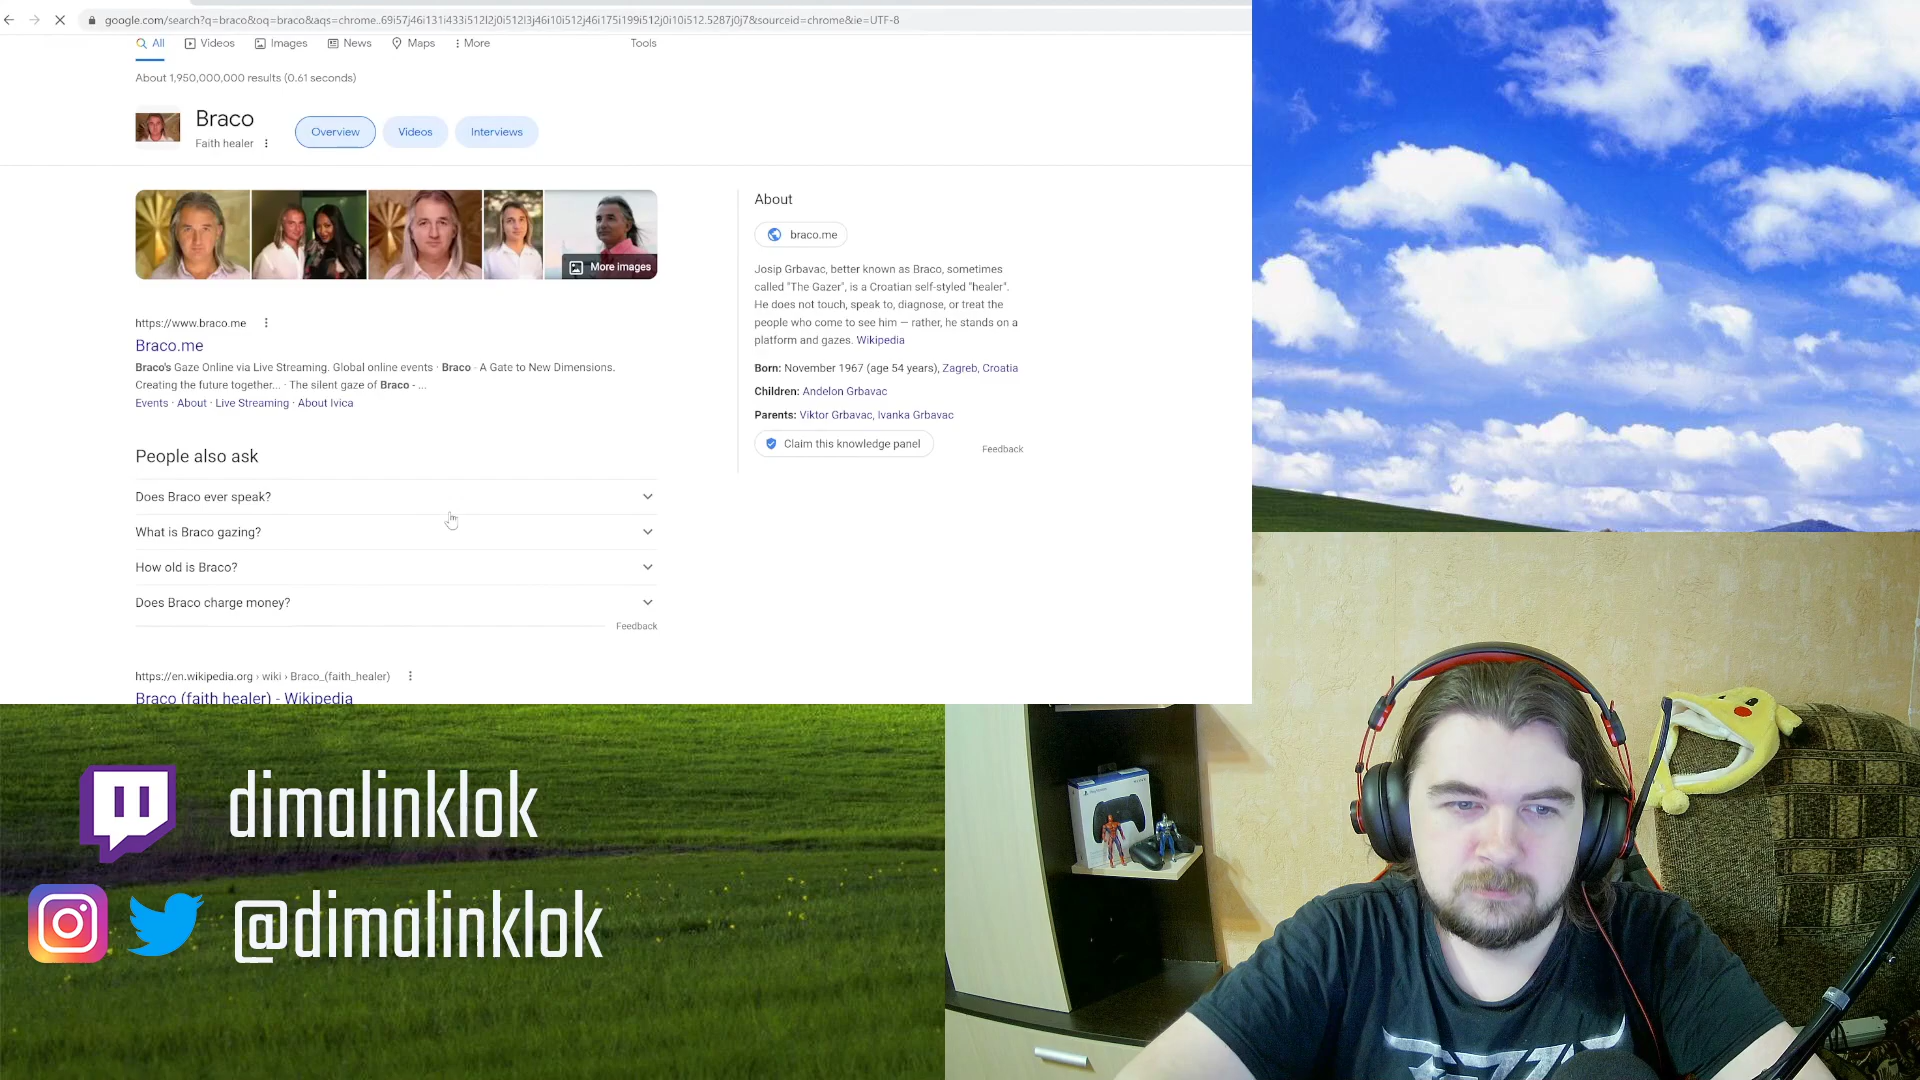 google.com/search?q=braco&oq=braco&aqs=chrome..69i57j46i131i433i512l2j0i512l3j46i10i512j46i175i199i512j0i10i512.5287j0j7&sourceid=chrome&ie=UTF-8
All Videos Images News Maps More Tools
About 1,950,000,000 results (0.61 seconds)
Braco
Faith healer
Overview Videos Interviews
More images
https://www.braco.me
Braco.me
Braco's Gaze Online via Live Streaming. Global online events · Braco · A Gate to New Dimensions.
Creating the future together... · The silent gaze of Braco - ...
Events · About · Live Streaming · About Ivica
People also ask
Does Braco ever speak?
What is Braco gazing?
How old is Braco?
Does Braco charge money?
Feedback
https://en.wikipedia.org › wiki › Braco_(faith_healer)
Braco (faith healer) - Wikipedia
About
braco.me
Josip Grbavac, better known as Braco, sometimes
called "The Gazer", is a Croatian self-styled "healer".
He does not touch, speak to, diagnose, or treat the
people who come to see him — rather, he stands on a
platform and gazes. Wikipedia
Born: November 1967 (age 54 years), Zagreb, Croatia
Children: Andelon Grbavac
Parents: Viktor Grbavac, Ivanka Grbavac
Claim this knowledge panel
Feedback
dimalinklok
@dimalinklok